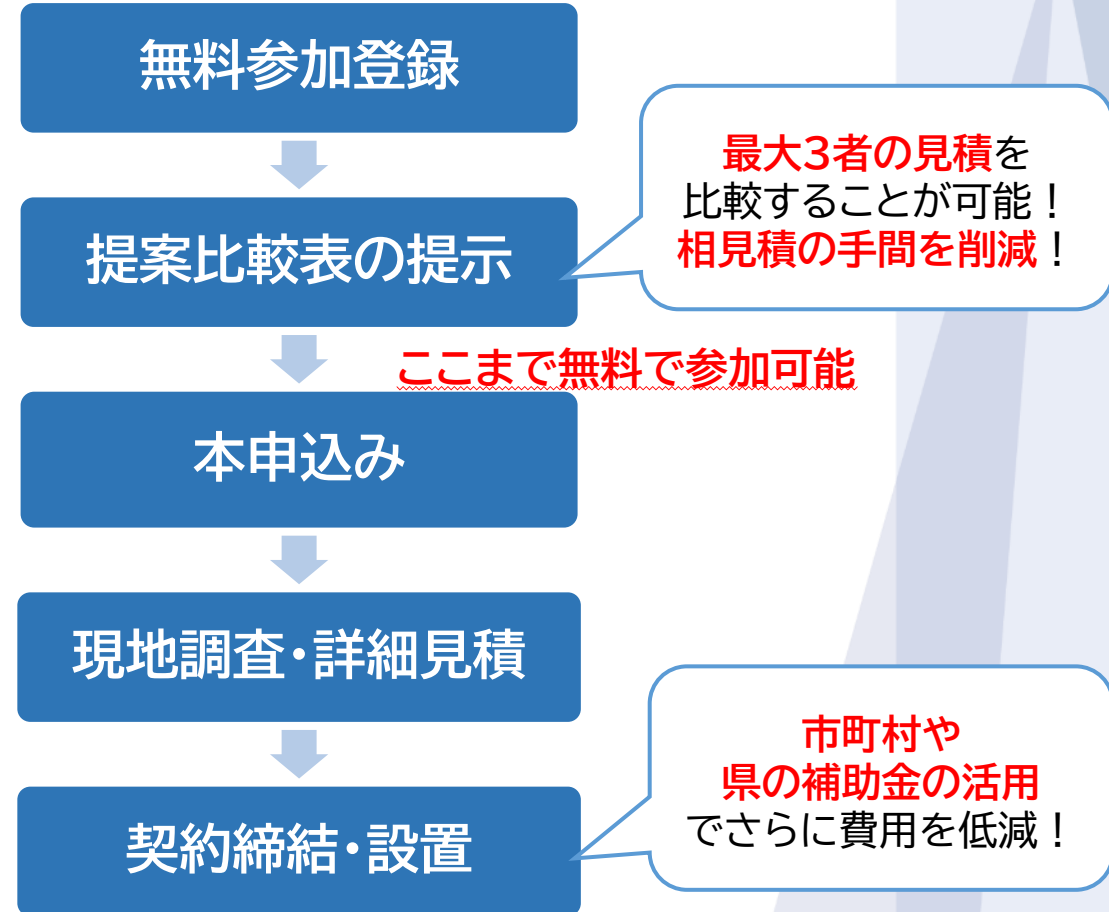 無料参加登録
最大3者の見積を
比較することが可能！
相見積の手間を削減！
提案比較表の提示
ここまで無料で参加可能
本申込み
現地調査・詳細見積
市町村や
県の補助金の活用
でさらに費用を低減！
契約締結・設置